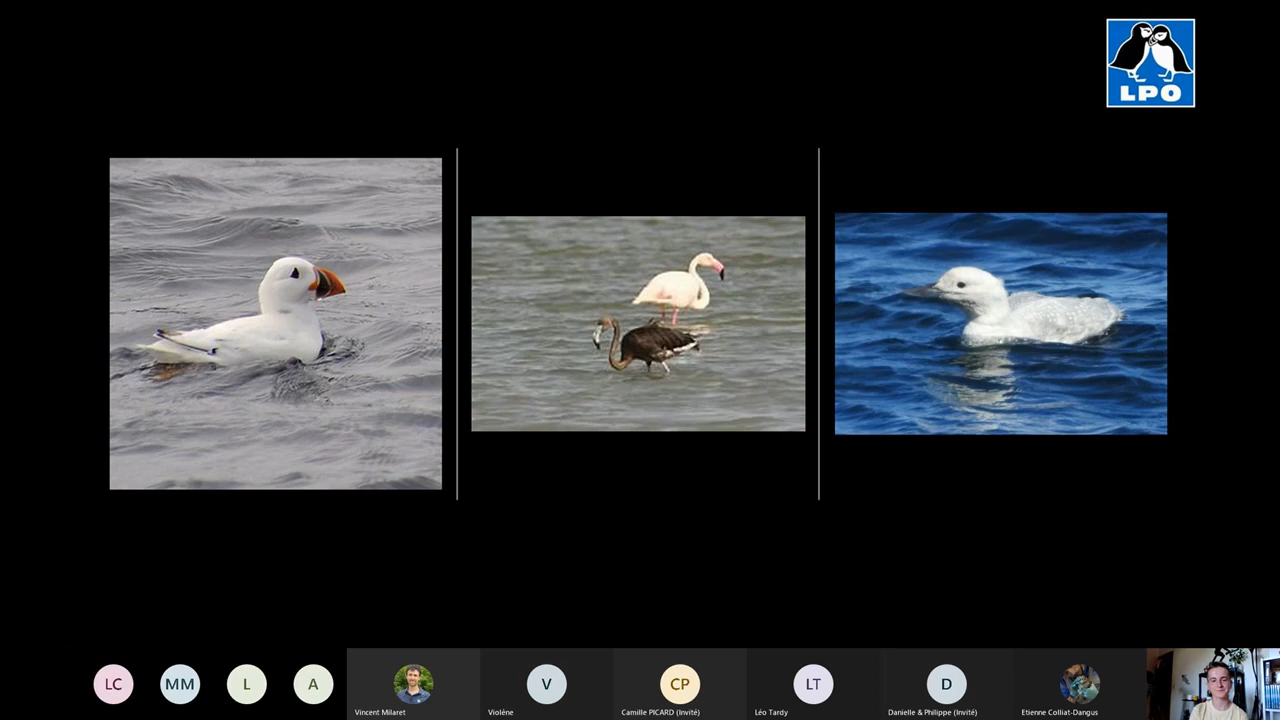 LPO
LC
MM
L
A
Vincent Milaret
V
Violène
CP
Camille PICARD (Invité)
LT
Léo Tardy
D
Danielle & Philippe (Invité)
Etienne Colliat-Dangus